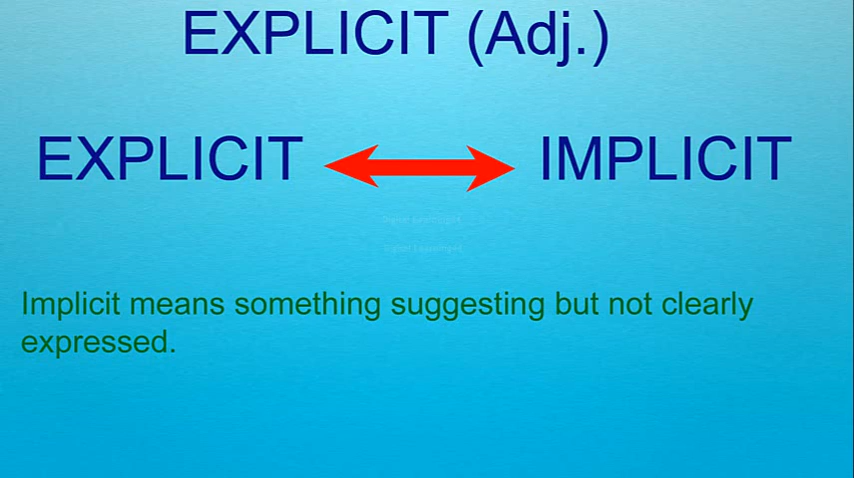 EXPLICIT (Adj.)
EXPLICIT IMPLICIT
Implicit means something suggesting but not clearly
expressed.